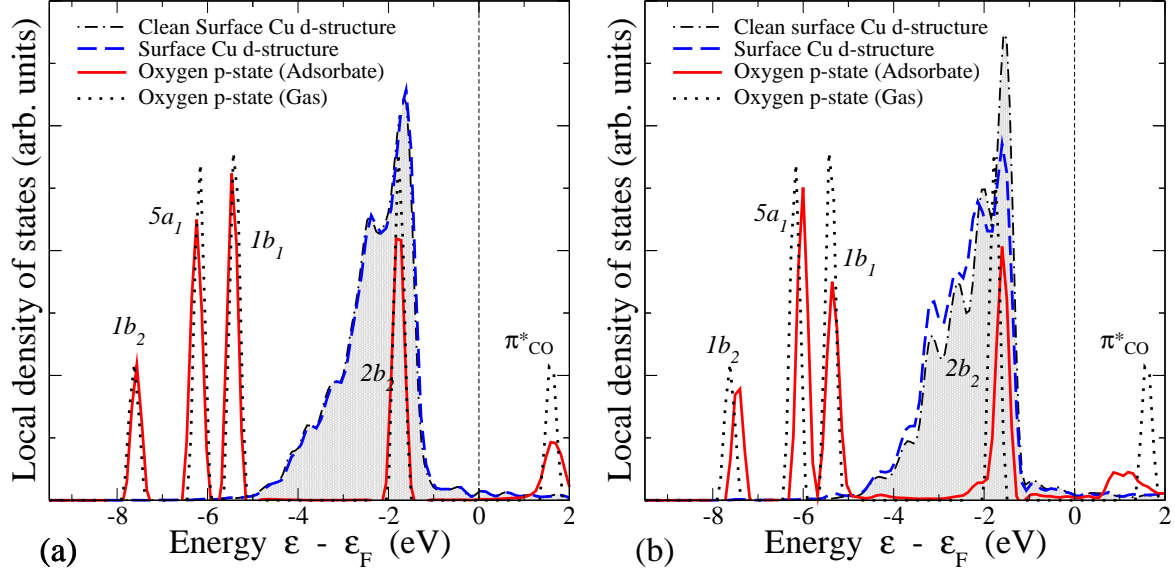 Local density of states (arb. units)
Clean Surface Cu d-structure
Surface Cu d-structure
Oxygen p-state (Adsorbate)
Oxygen p-state (Gas)
5a1
1b1
1b2
2b2
π*CO
-8 -6 -4 -2 0 2
(a)
Energy ε - εF (eV)
Local density of states (arb. units)
Clean surface Cu d-structure
Surface Cu d-structure
Oxygen p-state (Adsorbate)
Oxygen p-state (Gas)
5a1
1b1
1b2
2b2
π*CO
-8 -6 -4 -2 0 2
(b)
Energy ε - εF (eV)